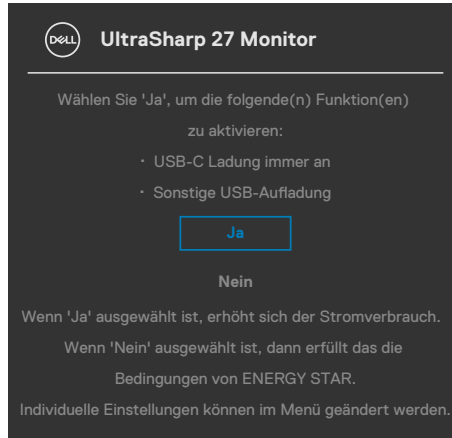 DELL UltraSharp 27 Monitor
Wählen Sie 'Ja', um die folgende(n) Funktion(en)
zu aktivieren:
· USB-C Ladung immer an
· Sonstige USB-Aufladung
Ja
Nein
Wenn 'Ja' ausgewählt ist, erhöht sich der Stromverbrauch.
Wenn 'Nein' ausgewählt ist, dann erfüllt das die
Bedingungen von ENERGY STAR.
Individuelle Einstellungen können im Menü geändert werden.